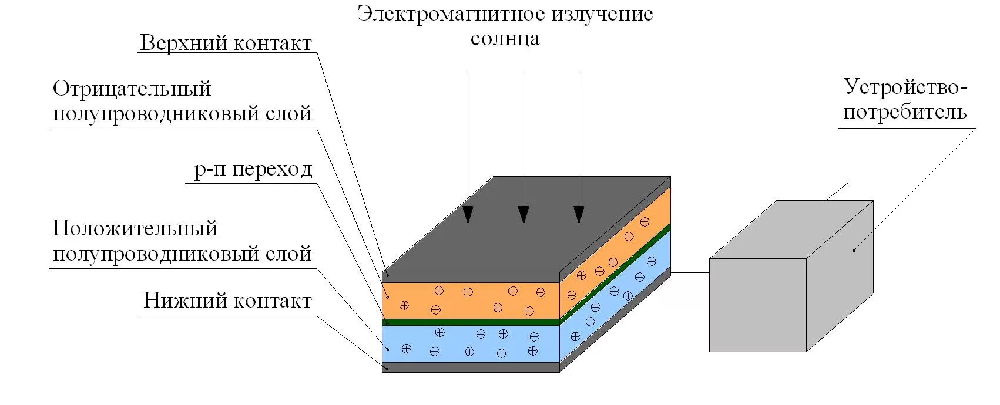 Электромагнитное излучение
солнца
Верхний контакт
Отрицательный
полупроводниковый слой
р-п переход
Положительный
полупроводниковый слой
Нижний контакт
Устройство-
потребитель